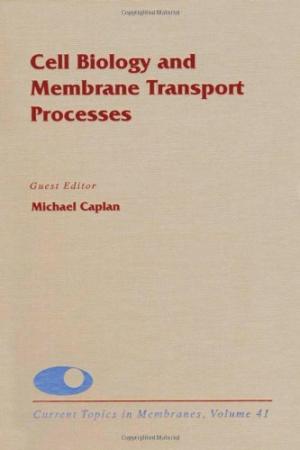 Cell Biology and
Membrane Transport
Processes
Guest Editor
Michael Caplan
Current Topics in Membranes, Volume 41